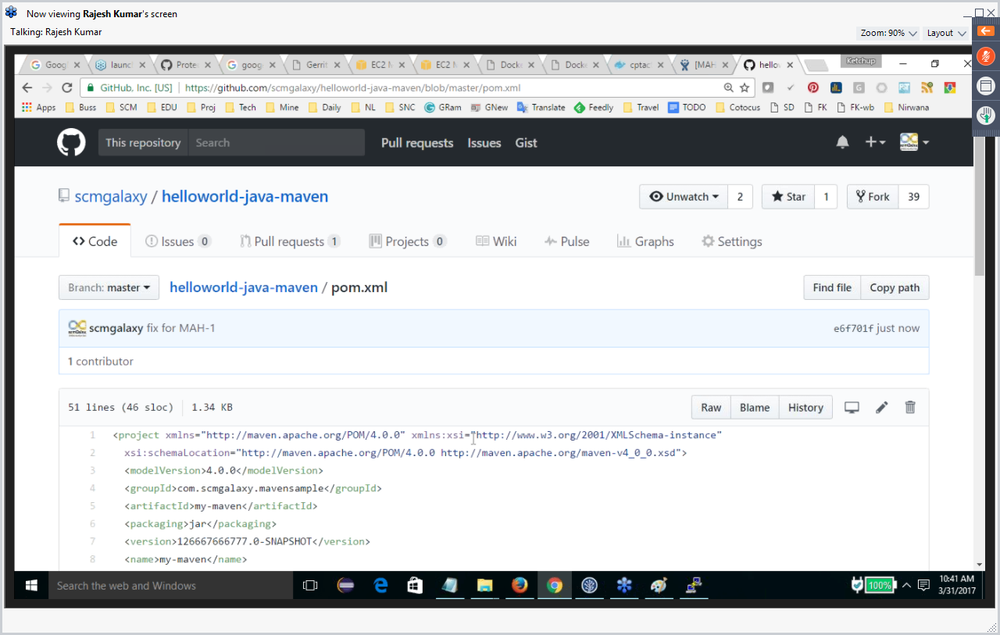 Now viewing Rajesh Kumar's screen
Talking: Rajesh Kumar
Zoom: 90% Layout
Goog launc Prote goog Gerrit EC2 M EC2 M Docke Docke cptac [MAH hello Ketchup
GitHub, Inc. [US] https://github.com/scmgalaxy/helloworld-java-maven/blob/master/pom.xml
Apps Buss SCM EDU Proj Tech Mine Daily NL SNC GRam GNew Translate Feedly Travel TODO Cotocus SD FK FK-wb Nirwana
This repository Search Pull requests Issues Gist
scmgalaxy / helloworld-java-maven Unwatch 2 Star 1 Fork 39
Code Issues 0 Pull requests 1 Projects 0 Wiki Pulse Graphs Settings
Branch: master helloworld-java-maven / pom.xml Find file Copy path
scmgalaxy fix for MAH-1 e6f701f just now
1 contributor
51 lines (46 sloc) 1.34 KB Raw Blame History
1 <project xmlns="http://maven.apache.org/POM/4.0.0" xmlns:xsi="http://www.w3.org/2001/XMLSchema-instance"
2 xsi:schemaLocation="http://maven.apache.org/POM/4.0.0 http://maven.apache.org/maven-v4_0_0.xsd">
3 <modelVersion>4.0.0</modelVersion>
4 <groupId>com.scmgalaxy.mavensample</groupId>
5 <artifactId>my-maven</artifactId>
6 <packaging>jar</packaging>
7 <version>126667666777.0-SNAPSHOT</version>
8 <name>my-maven</name>
Search the web and Windows 100% 10:41 AM
3/31/2017